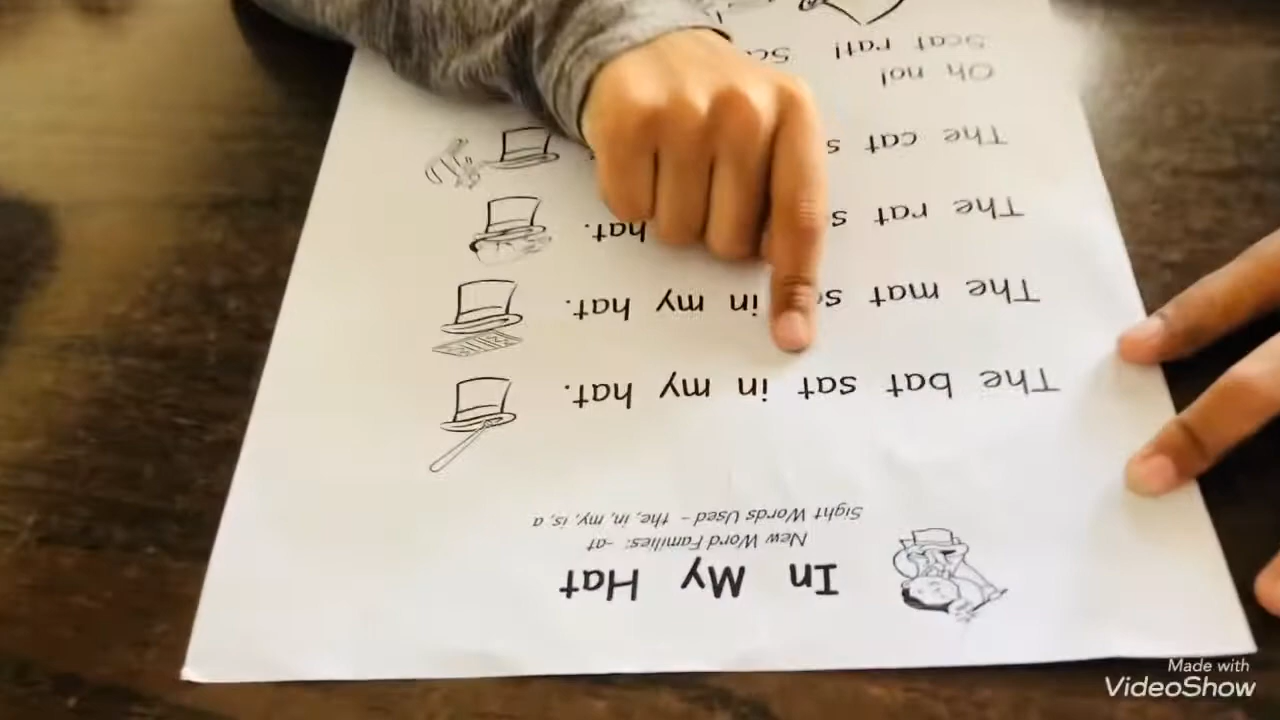 In My Hat
New Word Families: -at
Sight Words Used - the, in, my, is, a
The bat sat in my hat.
The mat in my hat.
The rat hat.
The cat
Oh no!
Scat rat!
Made with
VideoShow